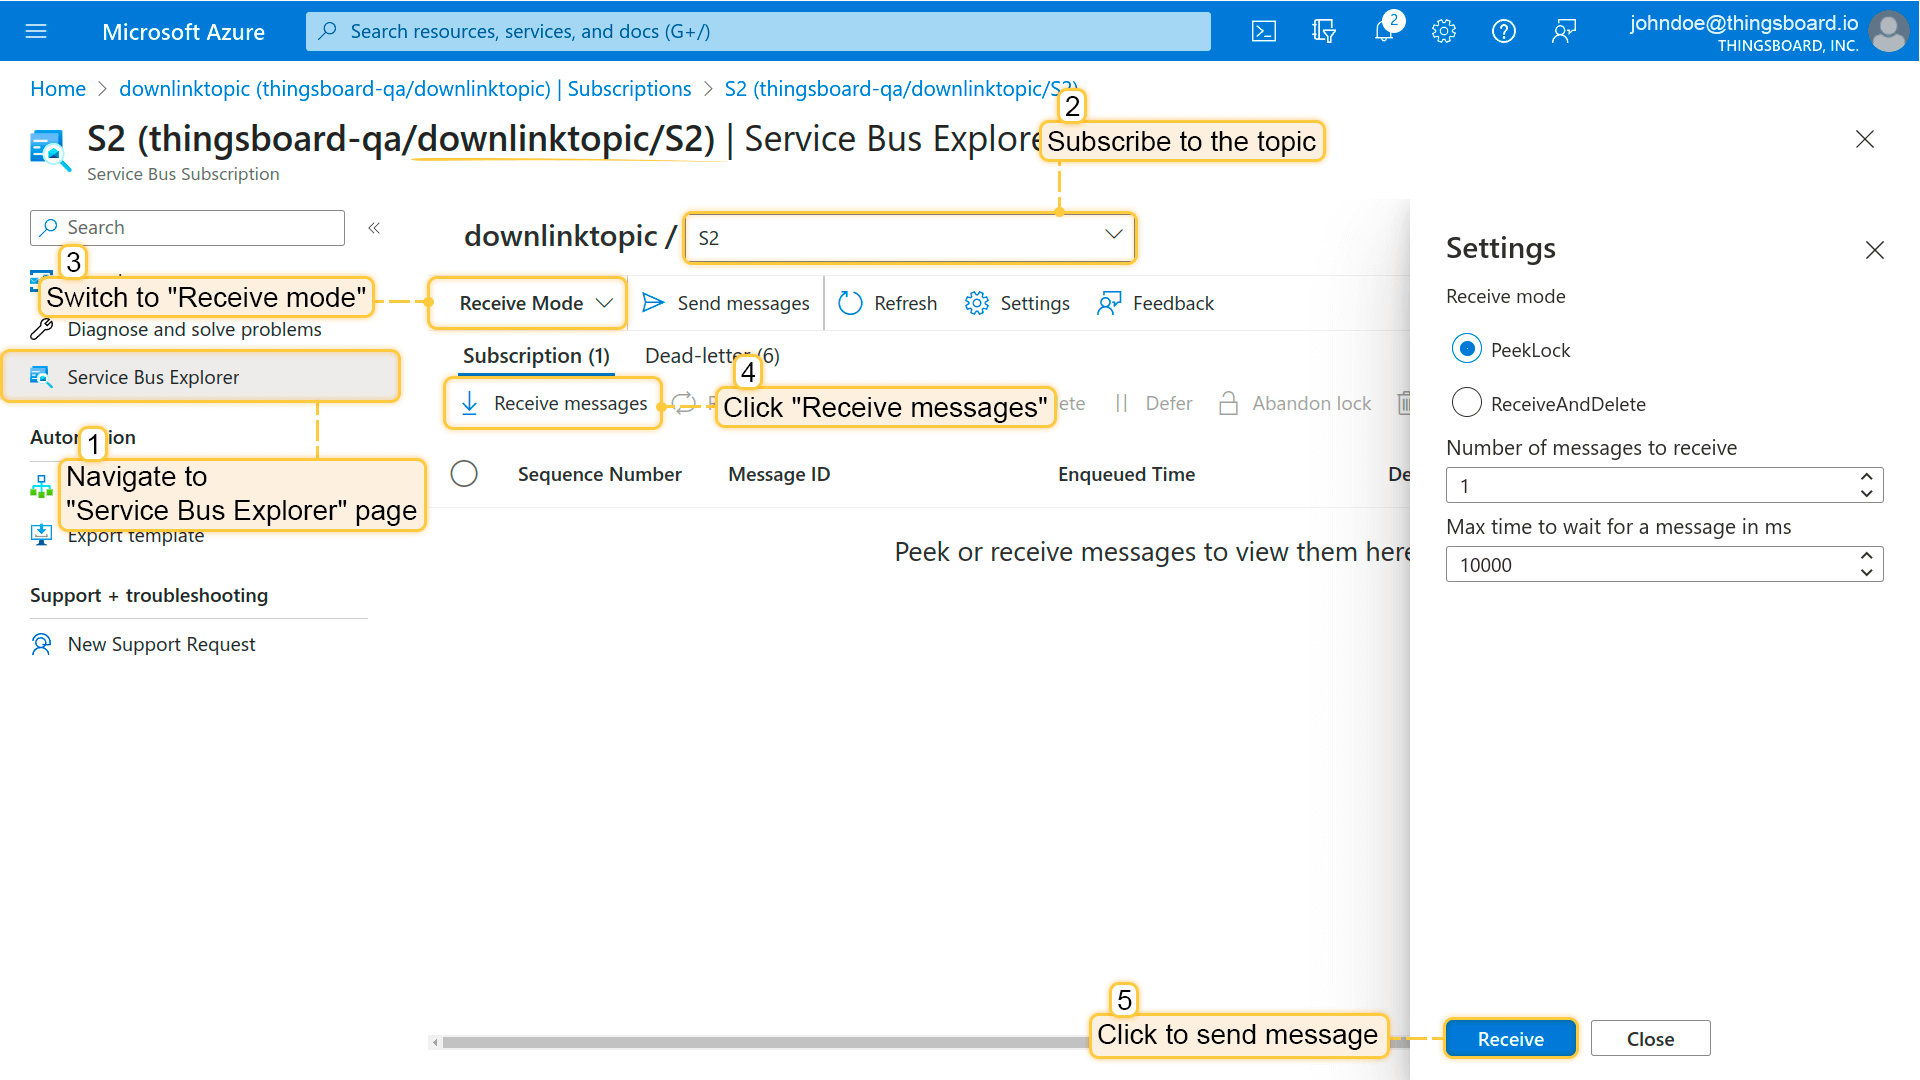 Microsoft Azure
Search resources, services, and docs (G+/)
2
johndoe@thingsboard.io
THINGSBOARD, INC.
Home > downlinktopic (thingsboard-qa/downlinktopic) | Subscriptions > S2 (thingsboard-qa/downlinktopic/S2)
2
Subscribe to the topic
S2 (thingsboard-qa/downlinktopic/S2) | Service Bus Explorer
Service Bus Subscription
Search
«
downlinktopic /
S2
3
Switch to "Receive mode"
Receive Mode
Send messages
Refresh
Settings
Feedback
Diagnose and solve problems
Service Bus Explorer
Subscription (1)
Dead-letter (6)
4
Click "Receive messages"
Receive messages
Defer
Abandon lock
Automation
1
Navigate to
"Service Bus Explorer" page
Export template
Sequence Number
Message ID
Enqueued Time
De
Peek or receive messages to view them here
Support + troubleshooting
New Support Request
Settings
Receive mode
PeekLock
ReceiveAndDelete
Number of messages to receive
1
Max time to wait for a message in ms
10000
5
Click to send message
Receive
Close